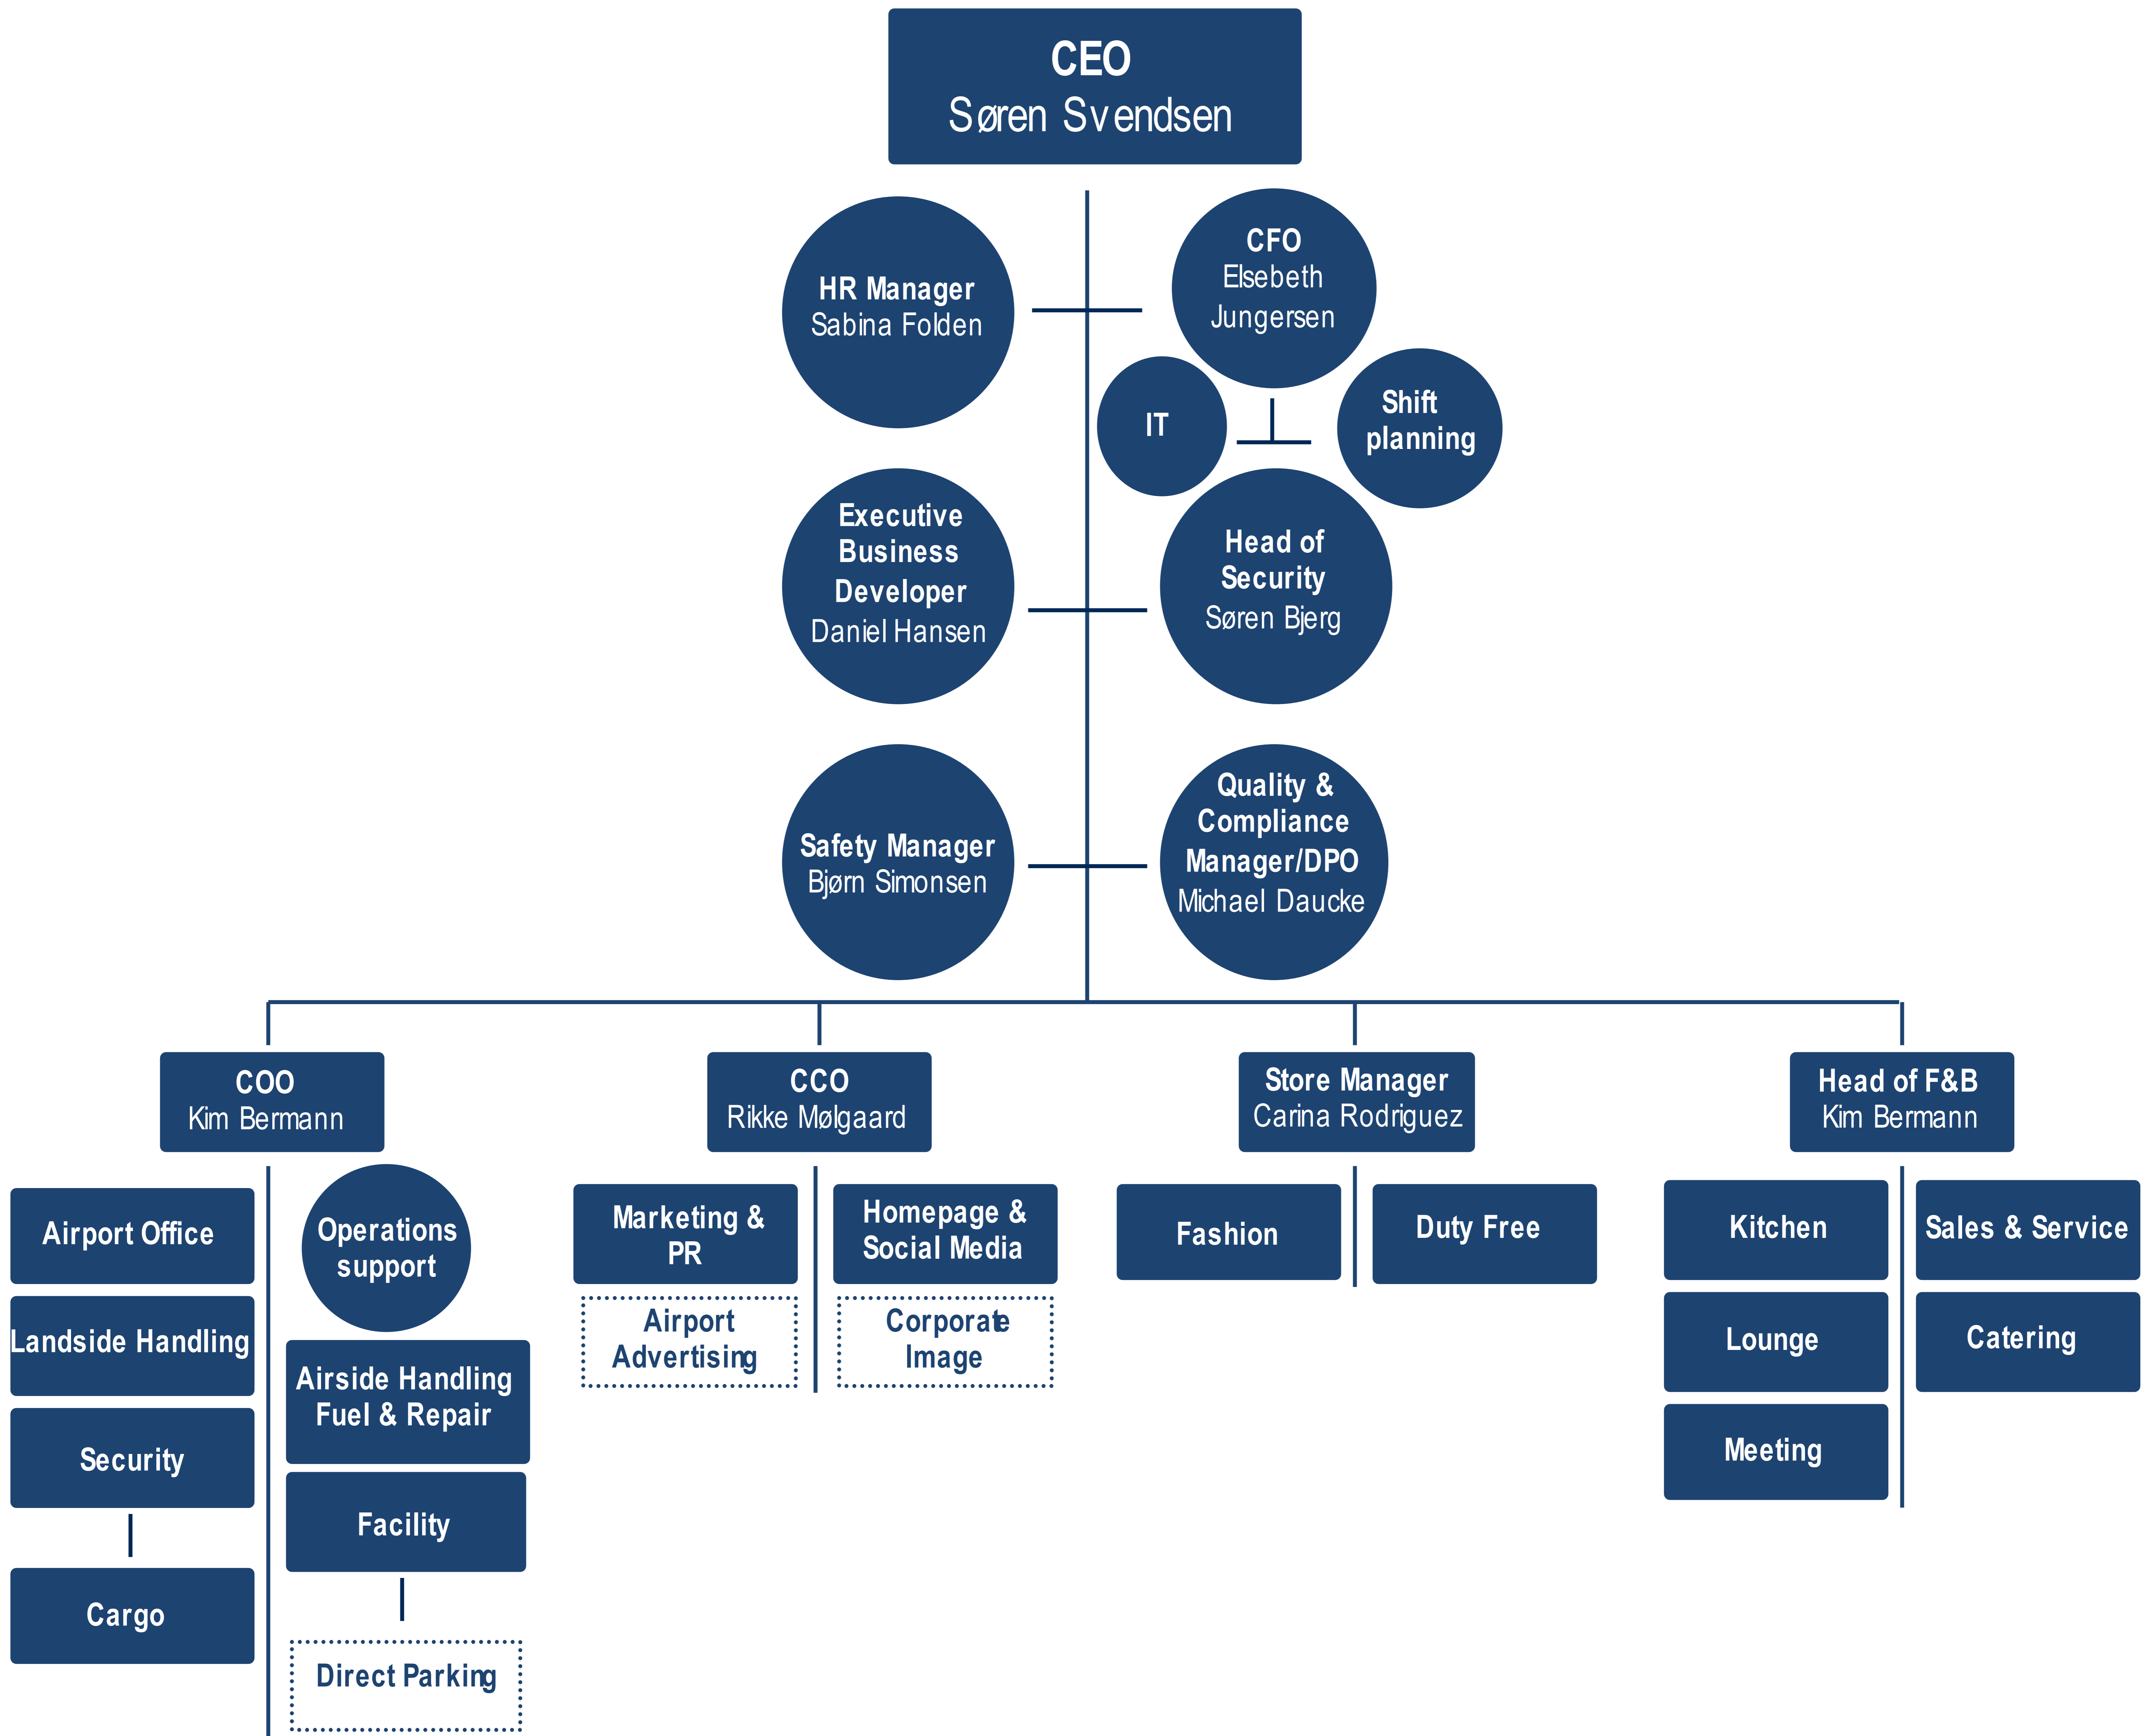 CEO
Søren Svendsen
HR Manager
Sabina Folden
CFO
Elsebeth
Jungersen
IT
Shift
planning
Executive
Business
Developer
Daniel Hansen
Head of
Security
Søren Bjerg
Safety Manager
Bjørn Simonsen
Quality &
Compliance
Manager/DPO
Michael Daucke
COO
Kim Bermann
Airport Office
Operations
support
Landside Handling
Airside Handling
Fuel & Repair
Security
Facility
Cargo
Direct Parking
CCO
Rikke Mølgaard
Marketing &
PR
Homepage &
Social Media
Airport
Advertising
Corporate
Image
Store Manager
Carina Rodriguez
Fashion
Duty Free
Head of F&B
Kim Bermann
Kitchen
Sales & Service
Lounge
Catering
Meeting